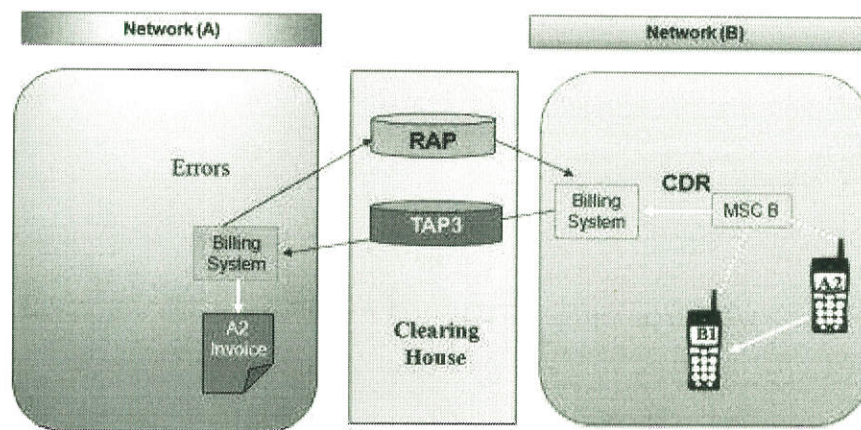 Network (A)
Network (B)
RAP
Errors
CDR
TAP3
Billing
System
MSC B
Billing
System
A2
A2
Invoice
B1
Clearing
House